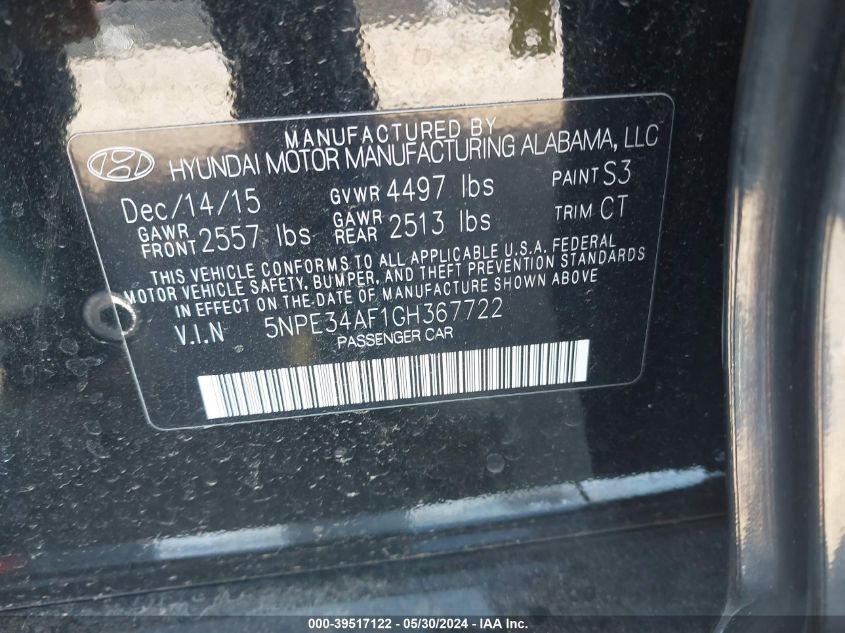 MANUFACTURED BY
HYUNDAI MOTOR MANUFACTURING ALABAMA, LLC
Dec/14/15 GVWR 4497 lbs PAINT S3
GAWR FRONT 2557 lbs GAWR REAR 2513 lbs TRIM CT
THIS VEHICLE CONFORMS TO ALL APPLICABLE U.S.A. FEDERAL
MOTOR VEHICLE SAFETY, BUMPER, AND THEFT PREVENTION STANDARDS
IN EFFECT ON THE DATE OF MANUFACTURE SHOWN ABOVE
V.I.N 5NPE34AF1GH367722
PASSENGER CAR
000-39517122 - 05/30/2024 - IAA Inc.